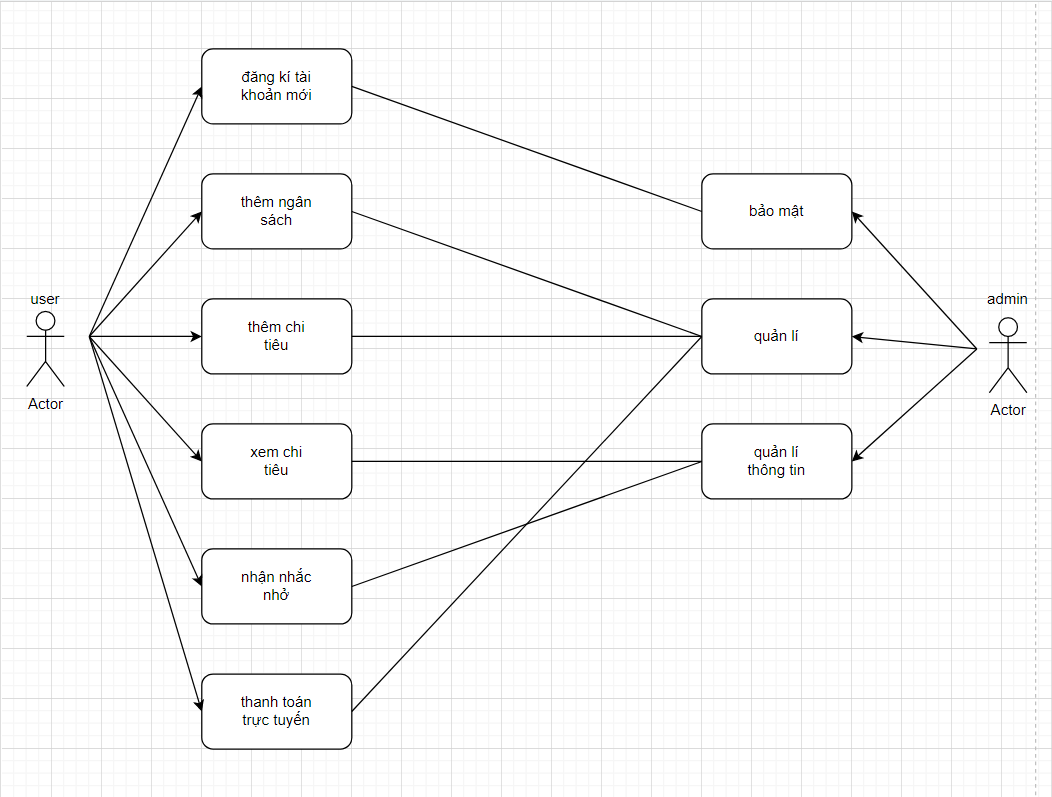 đăng kí tài
khoản mới
thêm ngân
sách
bảo mật
user
Actor
thêm chi
tiêu
quản lí
admin
Actor
xem chi
tiêu
quản lí
thông tin
nhận nhắc
nhở
thanh toán
trực tuyến